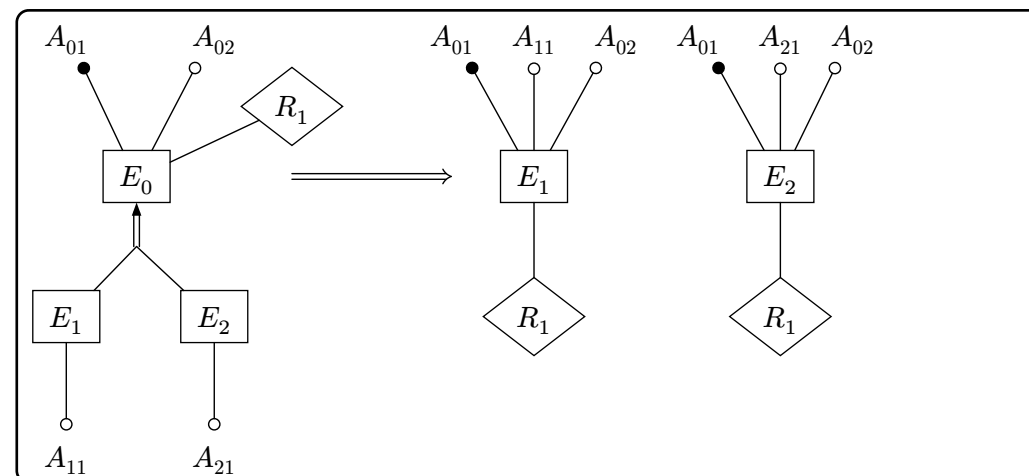 A₀₁ A₀₂ A₀₁ A₁₁ A₀₂ A₀₁ A₂₁ A₀₂
R₁
E₀ E₁ E₂
E₁ E₂ R₁ R₁
A₁₁ A₂₁